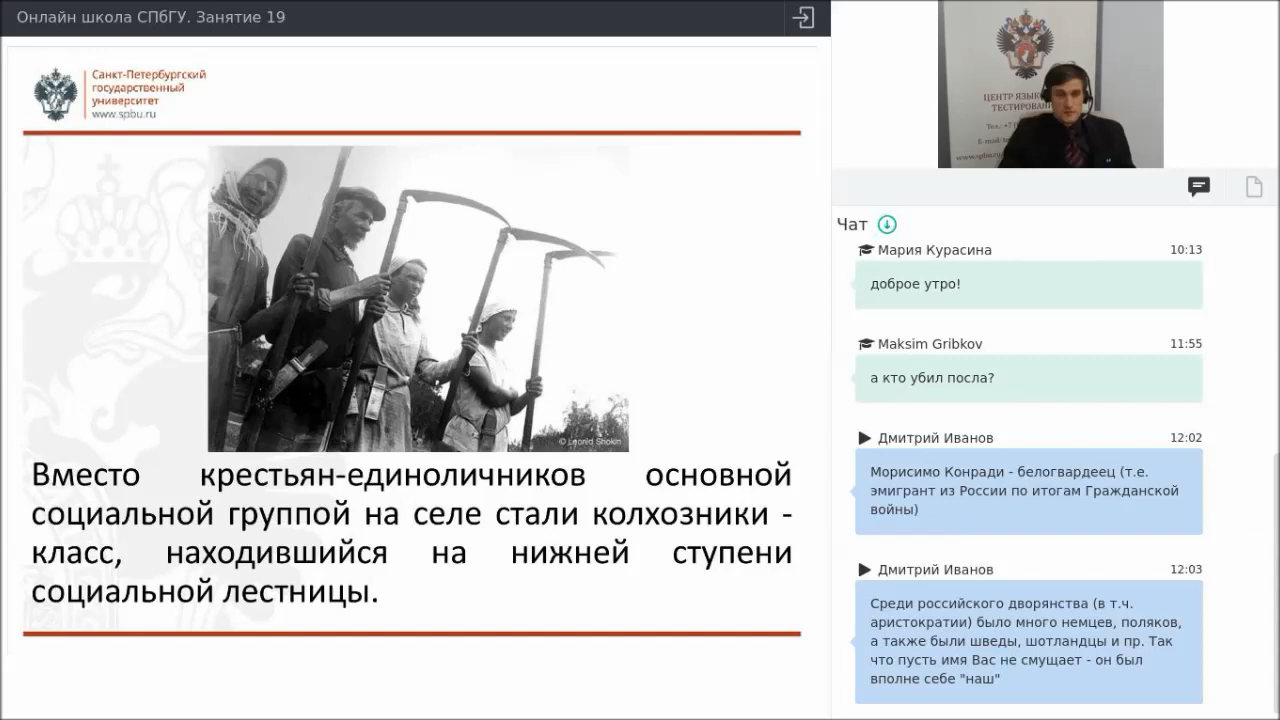 Онлайн школа СПбГУ. Занятие 19
Санкт-Петербургский
государственный
университет
www.spbu.ru
© Leonid Shokin
Вместо крестьян-единоличников основной
социальной группой на селе стали колхозники -
класс, находившийся на нижней ступени
социальной лестницы.
ЦЕНТР
Тел.: +7
Чат
Мария Курасина 10:13
доброе утро!
Maksim Gribkov 11:55
а кто убил посла?
Дмитрий Иванов 12:02
Морисимо Конради - белогвардеец (т.е.
эмигрант из России по итогам Гражданской
войны)
Дмитрий Иванов 12:03
Среди российского дворянства (в т.ч.
аристократии) было много немцев, поляков,
а также были шведы, шотландцы и пр. Так
что пусть имя Вас не смущает - он был
вполне себе "наш"